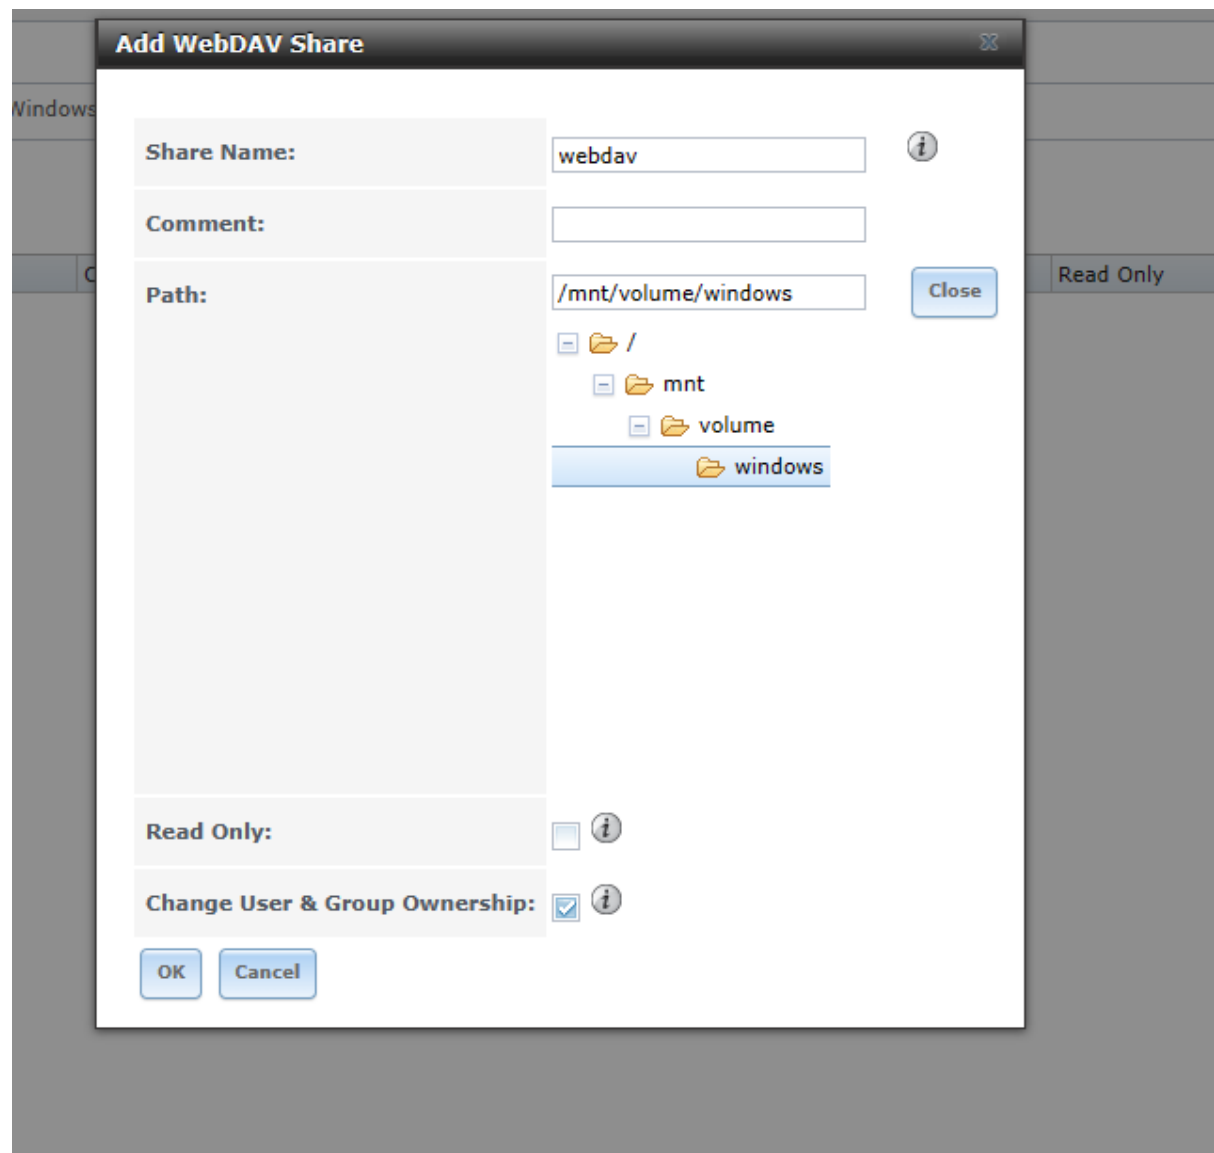 Add WebDAV Share
Windows
Share Name:
webdav
Comment:
Read Only
Path:
/mnt/volume/windows
Close
/
mnt
volume
windows
Read Only:
Change User & Group Ownership:
OK
Cancel